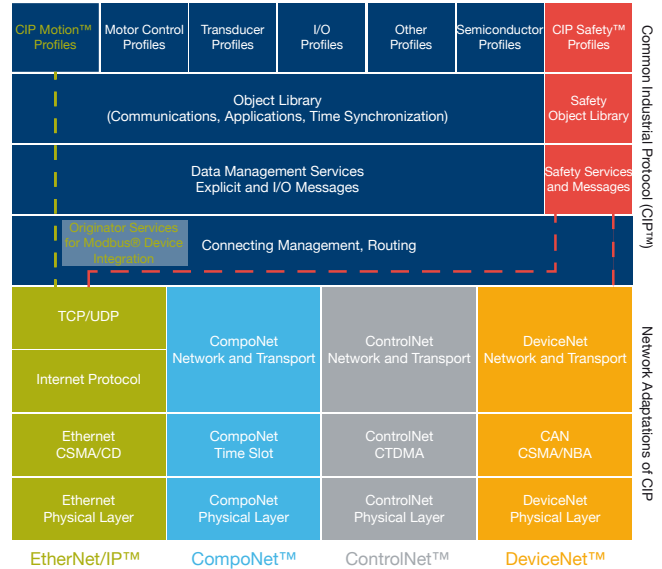 CIP Motion™
Profiles
Motor Control
Profiles
Transducer
Profiles
I/O
Profiles
Other
Profiles
Semiconductor
Profiles
CIP Safety™
Profiles
Object Library
(Communications, Applications, Time Synchronization)
Safety
Object Library
Data Management Services
Explicit and I/O Messages
Safety Services
and Messages
Originator Services
for Modbus® Device
Integration
Connecting Management, Routing
Common Industrial Protocol (CIP™)
TCP/UDP
Internet Protocol
CompoNet
Network and Transport
ControlNet
Network and Transport
DeviceNet
Network and Transport
Ethernet
CSMA/CD
CompoNet
Time Slot
ControlNet
CTDMA
CAN
CSMA/NBA
Ethernet
Physical Layer
CompoNet
Physical Layer
ControlNet
Physical Layer
DeviceNet
Physical Layer
Network Adaptations of CIP
EtherNet/IP™
CompoNet™
ControlNet™
DeviceNet™